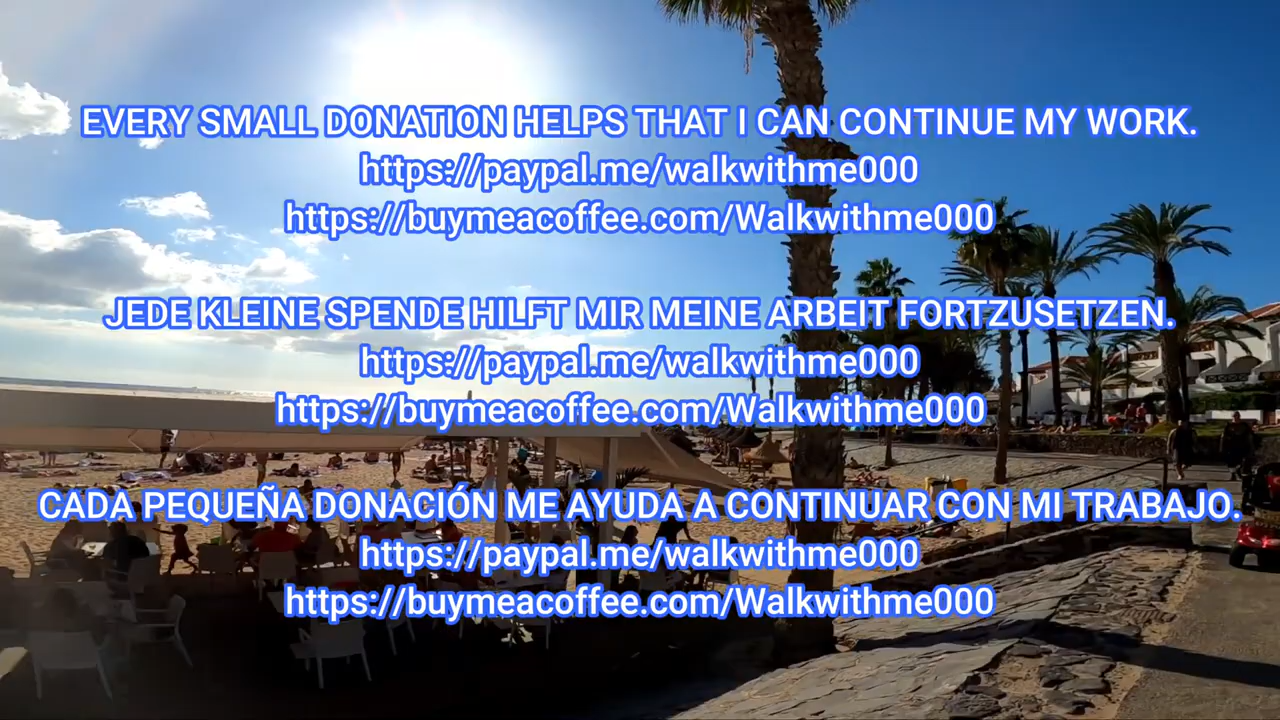 EVERY SMALL DONATION HELPS THAT I CAN CONTINUE MY WORK.
https://paypal.me/walkwithme000
https://buymeacoffee.com/Walkwithme000
JEDE KLEINE SPENDE HILFT MIR MEINE ARBEIT FORTZUSETZEN.
https://paypal.me/walkwithme000
https://buymeacoffee.com/Walkwithme000
CADA PEQUEÑA DONACIÓN ME AYUDA A CONTINUAR CON MI TRABAJO.
https://paypal.me/walkwithme000
https://buymeacoffee.com/Walkwithme000